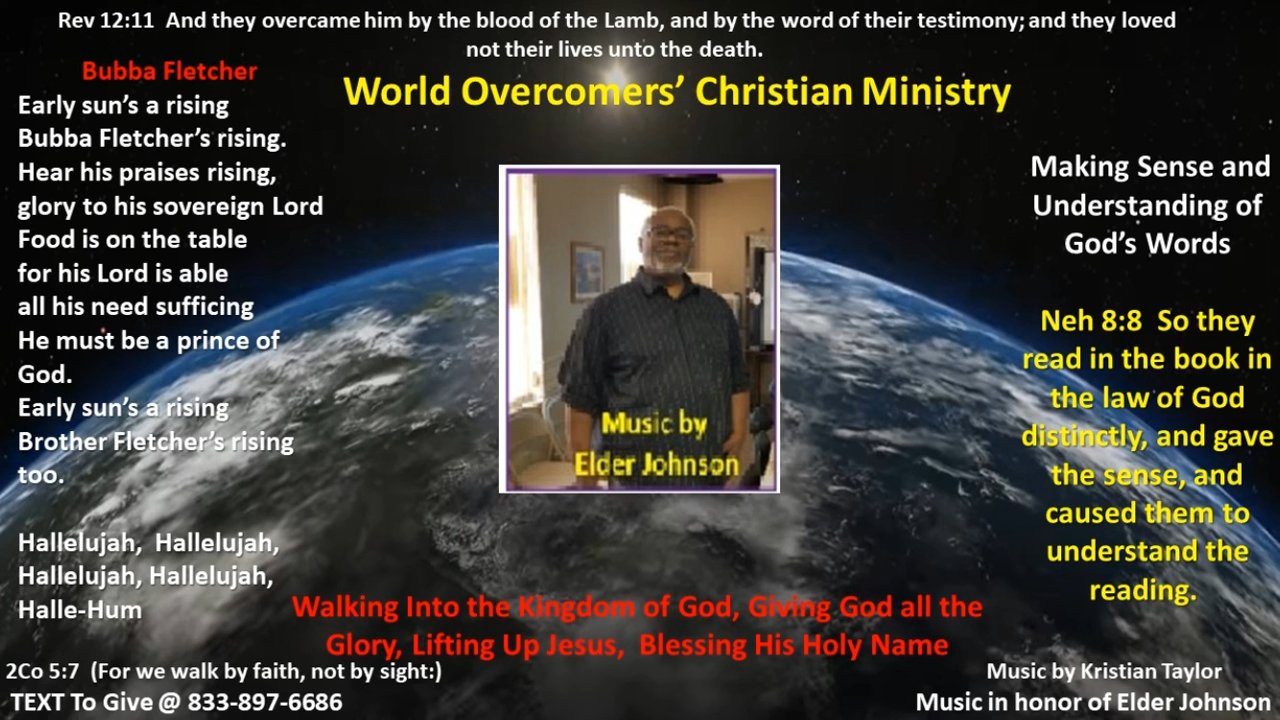 Rev 12:11  And they overcame him by the blood of the Lamb, and by the word of their testimony; and they loved
not their lives unto the death.
World Overcomers’ Christian Ministry
Bubba Fletcher
Early sun’s a rising
Bubba Fletcher’s rising.
Hear his praises rising,
glory to his sovereign Lord
Food is on the table
for his Lord is able
all his need sufficing
He must be a prince of
God.
Early sun’s a rising
Brother Fletcher’s rising
too.
Hallelujah,  Hallelujah,
Hallelujah, Hallelujah,
Halle-Hum
Music by
Elder Johnson
Making Sense and
Understanding of
God’s Words
Neh 8:8  So they
read in the book in
the law of God
distinctly, and gave
the sense, and
caused them to
understand the
reading.
Walking Into the Kingdom of God, Giving God all the
Glory, Lifting Up Jesus,  Blessing His Holy Name
2Co 5:7  (For we walk by faith, not by sight:)
TEXT To Give @ 833-897-6686
Music by Kristian Taylor
Music in honor of Elder Johnson